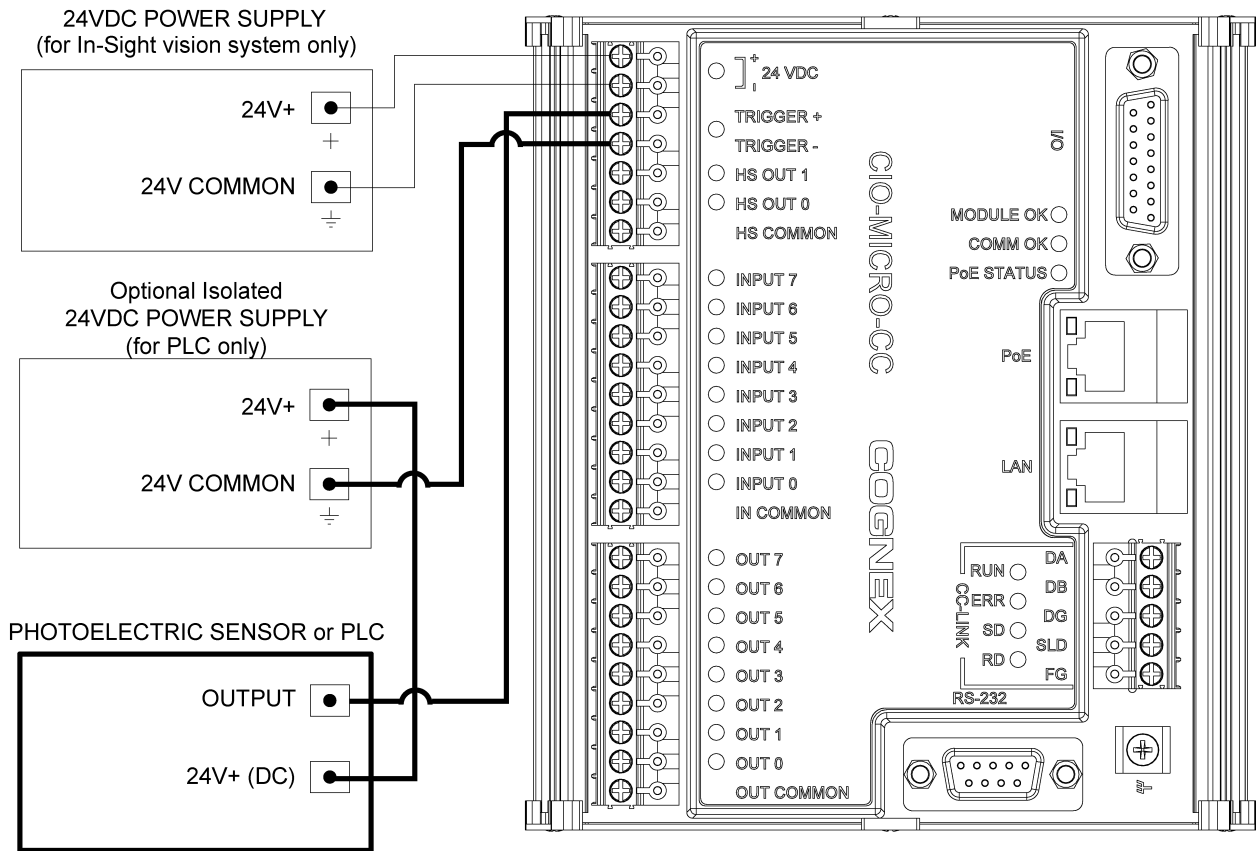 24VDC POWER SUPPLY
(for In-Sight vision system only)
24V+
+
24V COMMON
Optional Isolated
24VDC POWER SUPPLY
(for PLC only)
24V+
+
24V COMMON
PHOTOELECTRIC SENSOR or PLC
OUTPUT
24V+ (DC)
+
-
24 VDC
TRIGGER +
TRIGGER -
HS OUT 1
HS OUT 0
HS COMMON
INPUT 7
INPUT 6
INPUT 5
INPUT 4
INPUT 3
INPUT 2
INPUT 1
INPUT 0
IN COMMON
OUT 7
OUT 6
OUT 5
OUT 4
OUT 3
OUT 2
OUT 1
OUT 0
OUT COMMON
CIO-MICRO-CC
COGNEX
I/O
MODULE OK
COMM OK
PoE STATUS
PoE
LAN
CC-LINK
RUN
ERR
SD
RD
DA
DB
DG
SLD
FG
RS-232